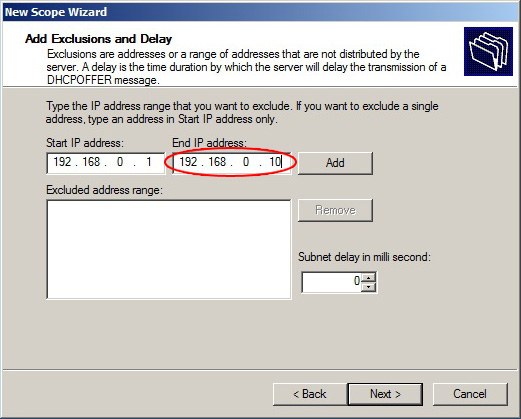 New Scope Wizard
Add Exclusions and Delay
Exclusions are addresses or a range of addresses that are not distributed by the
server. A delay is the time duration by which the server will delay the transmission of a
DHCPOFFER message.
Type the IP address range that you want to exclude. If you want to exclude a single
address, type an address in Start IP address only.
Start IP address: End IP address:
192 . 168 . 0 . 1 192 . 168 . 0 . 10 Add
Excluded address range:
Remove
Subnet delay in milli second:
0
< Back Next > Cancel